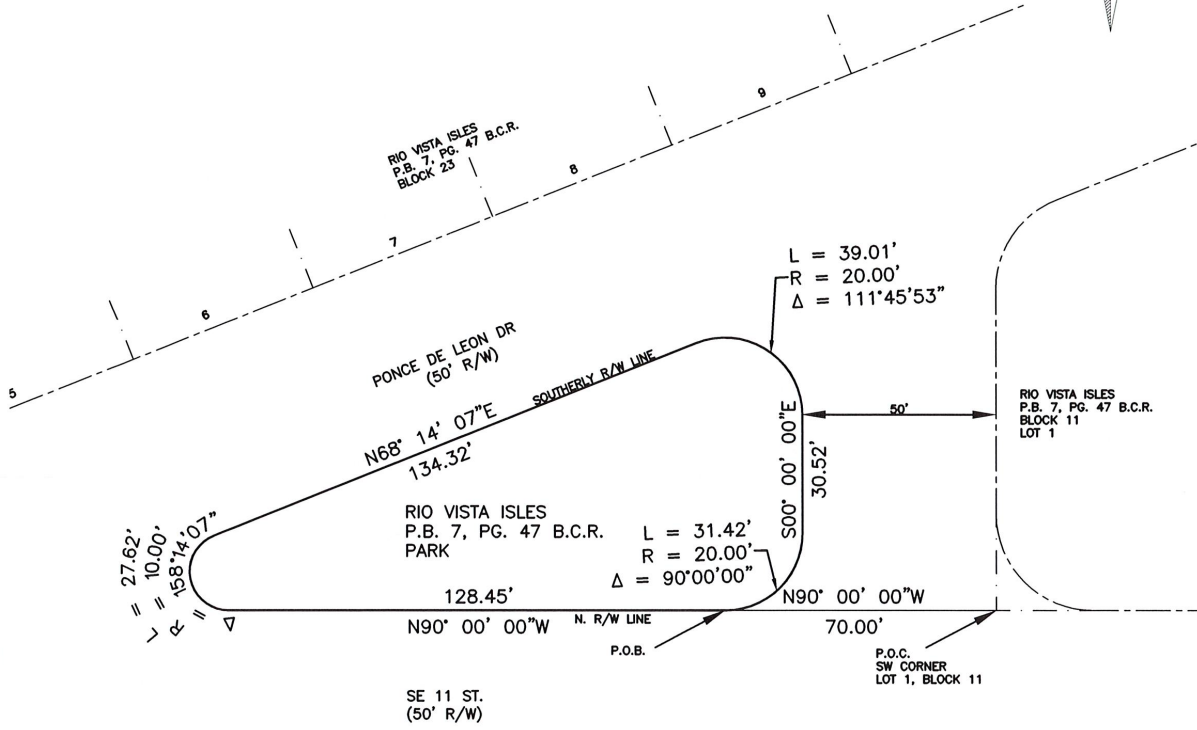 9
RIO VISTA ISLES
P.B. 7, PG. 47 B.C.R.
BLOCK 23
8
7
6
5
L = 39.01'
R = 20.00'
Δ = 111°45'53"
PONCE DE LEON DR
(50' R/W)
SOUTHERLY R/W LINE
N68° 14' 07"E
134.32'
S00° 00' 00"E
30.52'
50'
RIO VISTA ISLES
P.B. 7, PG. 47 B.C.R.
BLOCK 11
LOT 1
RIO VISTA ISLES
P.B. 7, PG. 47 B.C.R.
PARK
L = 31.42'
R = 20.00'
Δ = 90°00'00"
L = 27.62'
R = 10.00'
Δ = 158°14'07"
128.45'
N90° 00' 00"W
N. R/W LINE
N90° 00' 00"W
70.00'
P.O.B.
P.O.C.
SW CORNER
LOT 1, BLOCK 11
SE 11 ST.
(50' R/W)